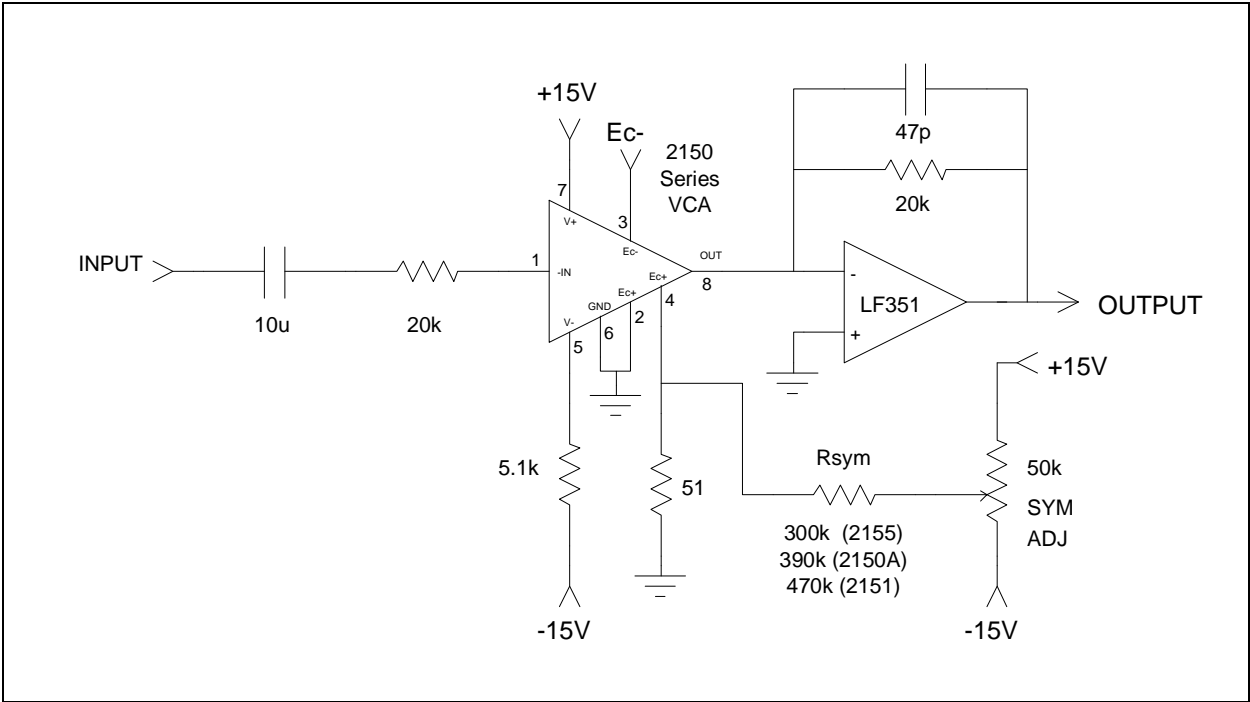 +15V
Ec-
2150
Series
VCA
47p
20k
7
V+
3
Ec-
INPUT
10u
20k
1
-IN
OUT
8
Ec+
4
Ec+
2
GND
6
V-
5
-
LF351
+
OUTPUT
+15V
5.1k
51
Rsym
300k (2155)
390k (2150A)
470k (2151)
50k
SYM
ADJ
-15V
-15V